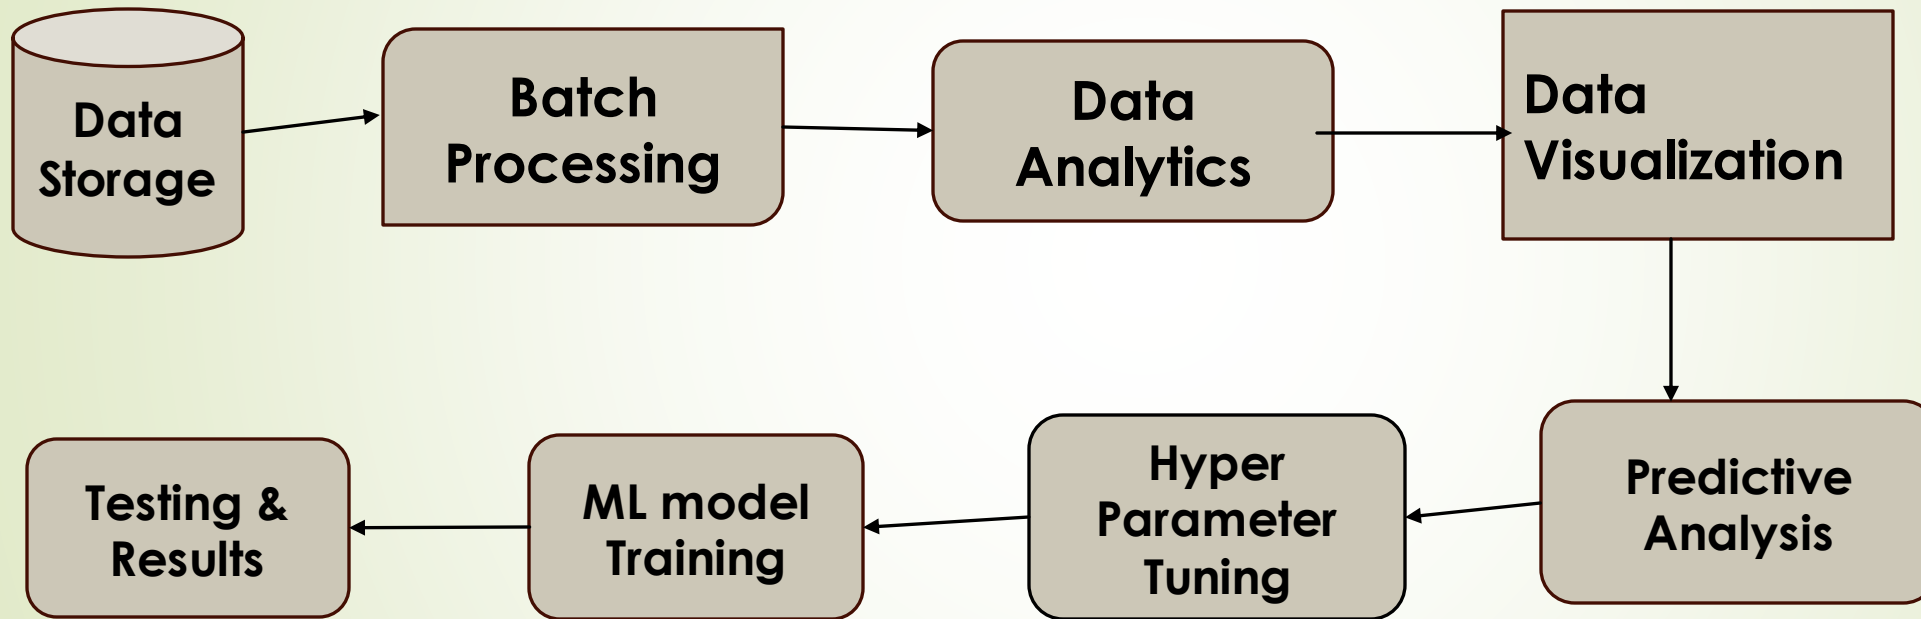 Data
Storage
Batch
Processing
Data
Analytics
Data
Visualization
Testing &
Results
ML model
Training
Hyper
Parameter
Tuning
Predictive
Analysis